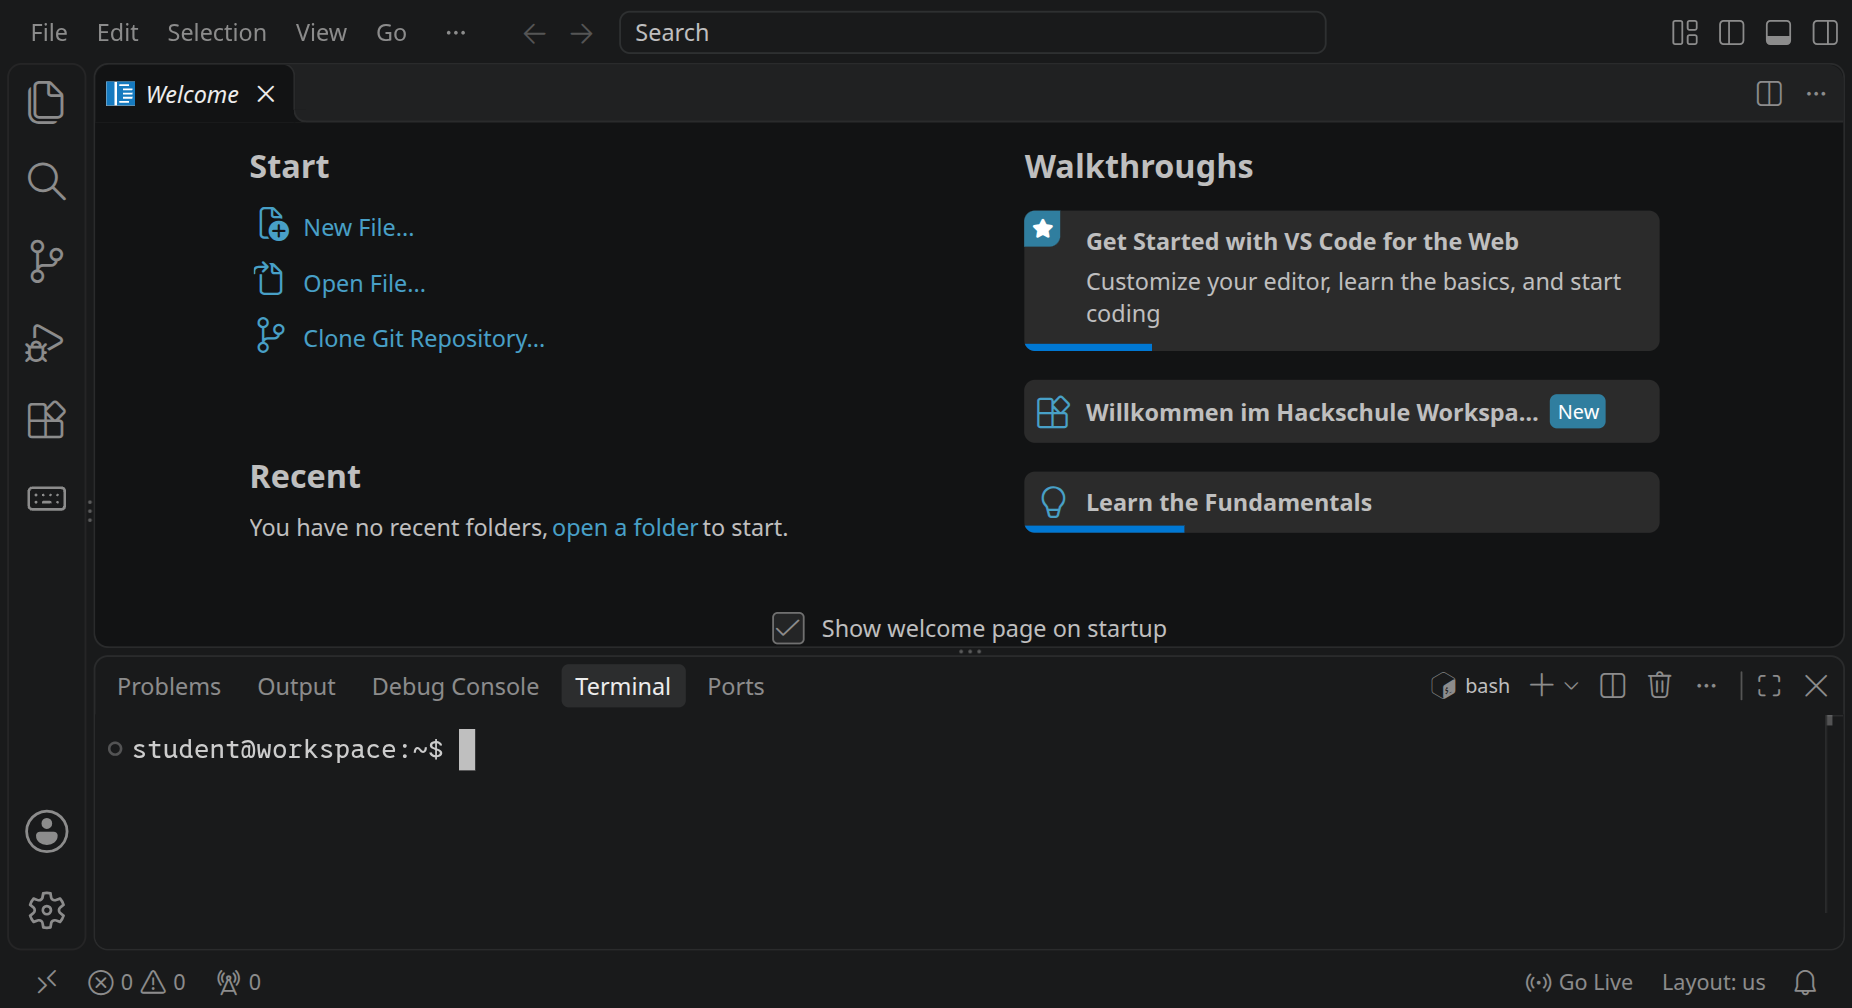 File Edit Selection View Go ···
Search
Welcome
Start
New File...
Open File...
Clone Git Repository...
Recent
You have no recent folders, open a folder to start.
Walkthroughs
Get Started with VS Code for the Web
Customize your editor, learn the basics, and start
coding
Willkommen im Hackschule Workspa... New
Learn the Fundamentals
Show welcome page on startup
Problems Output Debug Console Terminal Ports
bash
student@workspace:~$
0 0 0
Go Live Layout: us